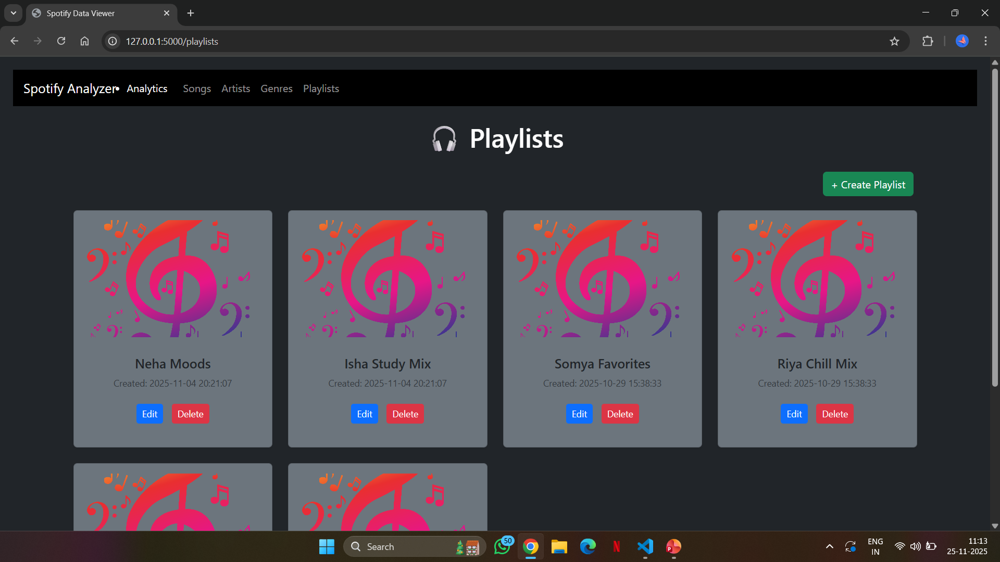 Spotify Data Viewer
127.0.0.1:5000/playlists
Spotify Analyzer • Analytics Songs Artists Genres Playlists
Playlists
+ Create Playlist
Neha Moods
Created: 2025-11-04 20:21:07
Edit Delete
Isha Study Mix
Created: 2025-11-04 20:21:07
Edit Delete
Somya Favorites
Created: 2025-10-29 15:38:33
Edit Delete
Riya Chill Mix
Created: 2025-10-29 15:38:33
Edit Delete
Search
50
N
P
ENG
IN
11:13
25-11-2025